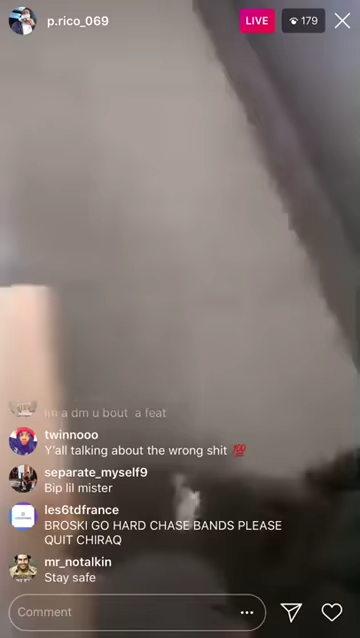 p.rico_069
LIVE
179
Im a dm u bout a feat
twinnooo
Y'all talking about the wrong shit 💯
separate_myself9
Bip lil mister
les6tdfrance
BROSKI GO HARD CHASE BANDS PLEASE
QUIT CHIRAQ
mr_notalkin
Stay safe
Comment